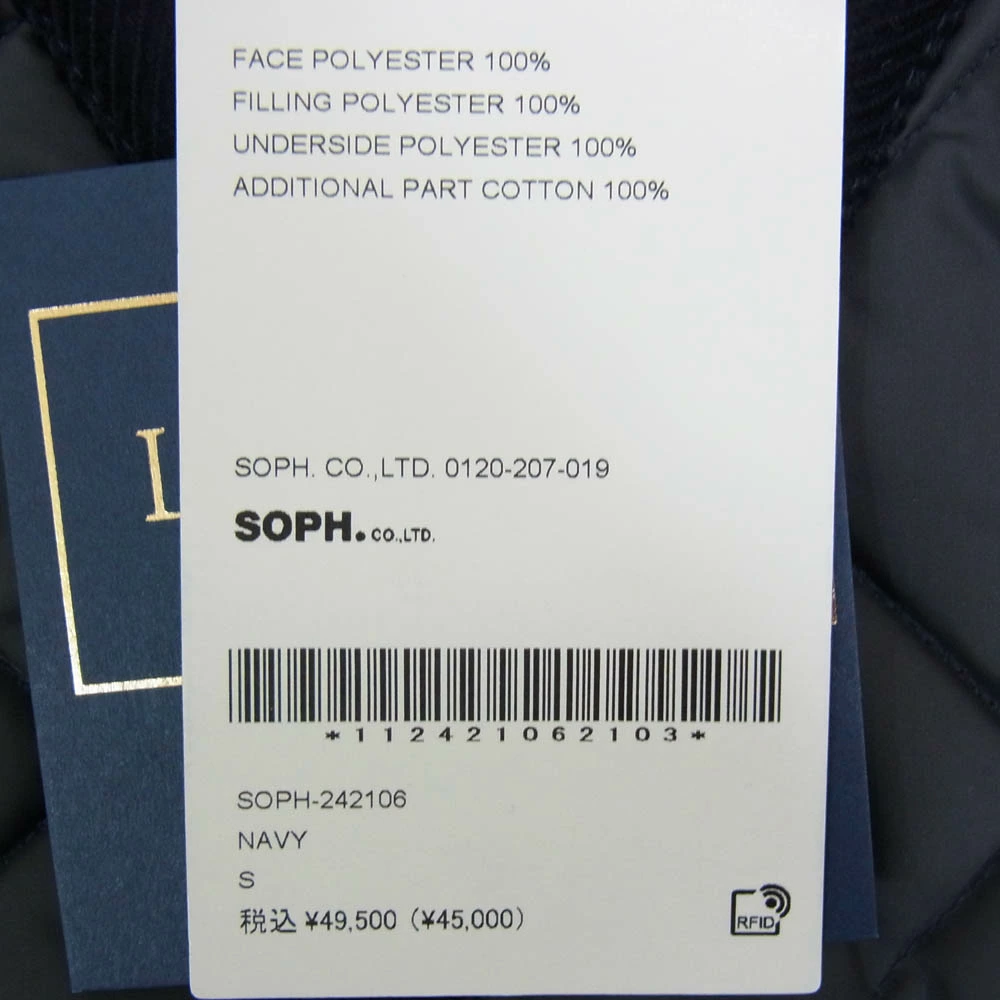 FACE POLYESTER 100%
FILLING POLYESTER 100%
UNDERSIDE POLYESTER 100%
ADDITIONAL PART COTTON 100%
SOPH. CO.,LTD. 0120-207-019
SOPH. CO.,LTD.
*112421062103*
SOPH-242106
NAVY
S
税込 ¥49,500 (¥45,000)
RFID
L